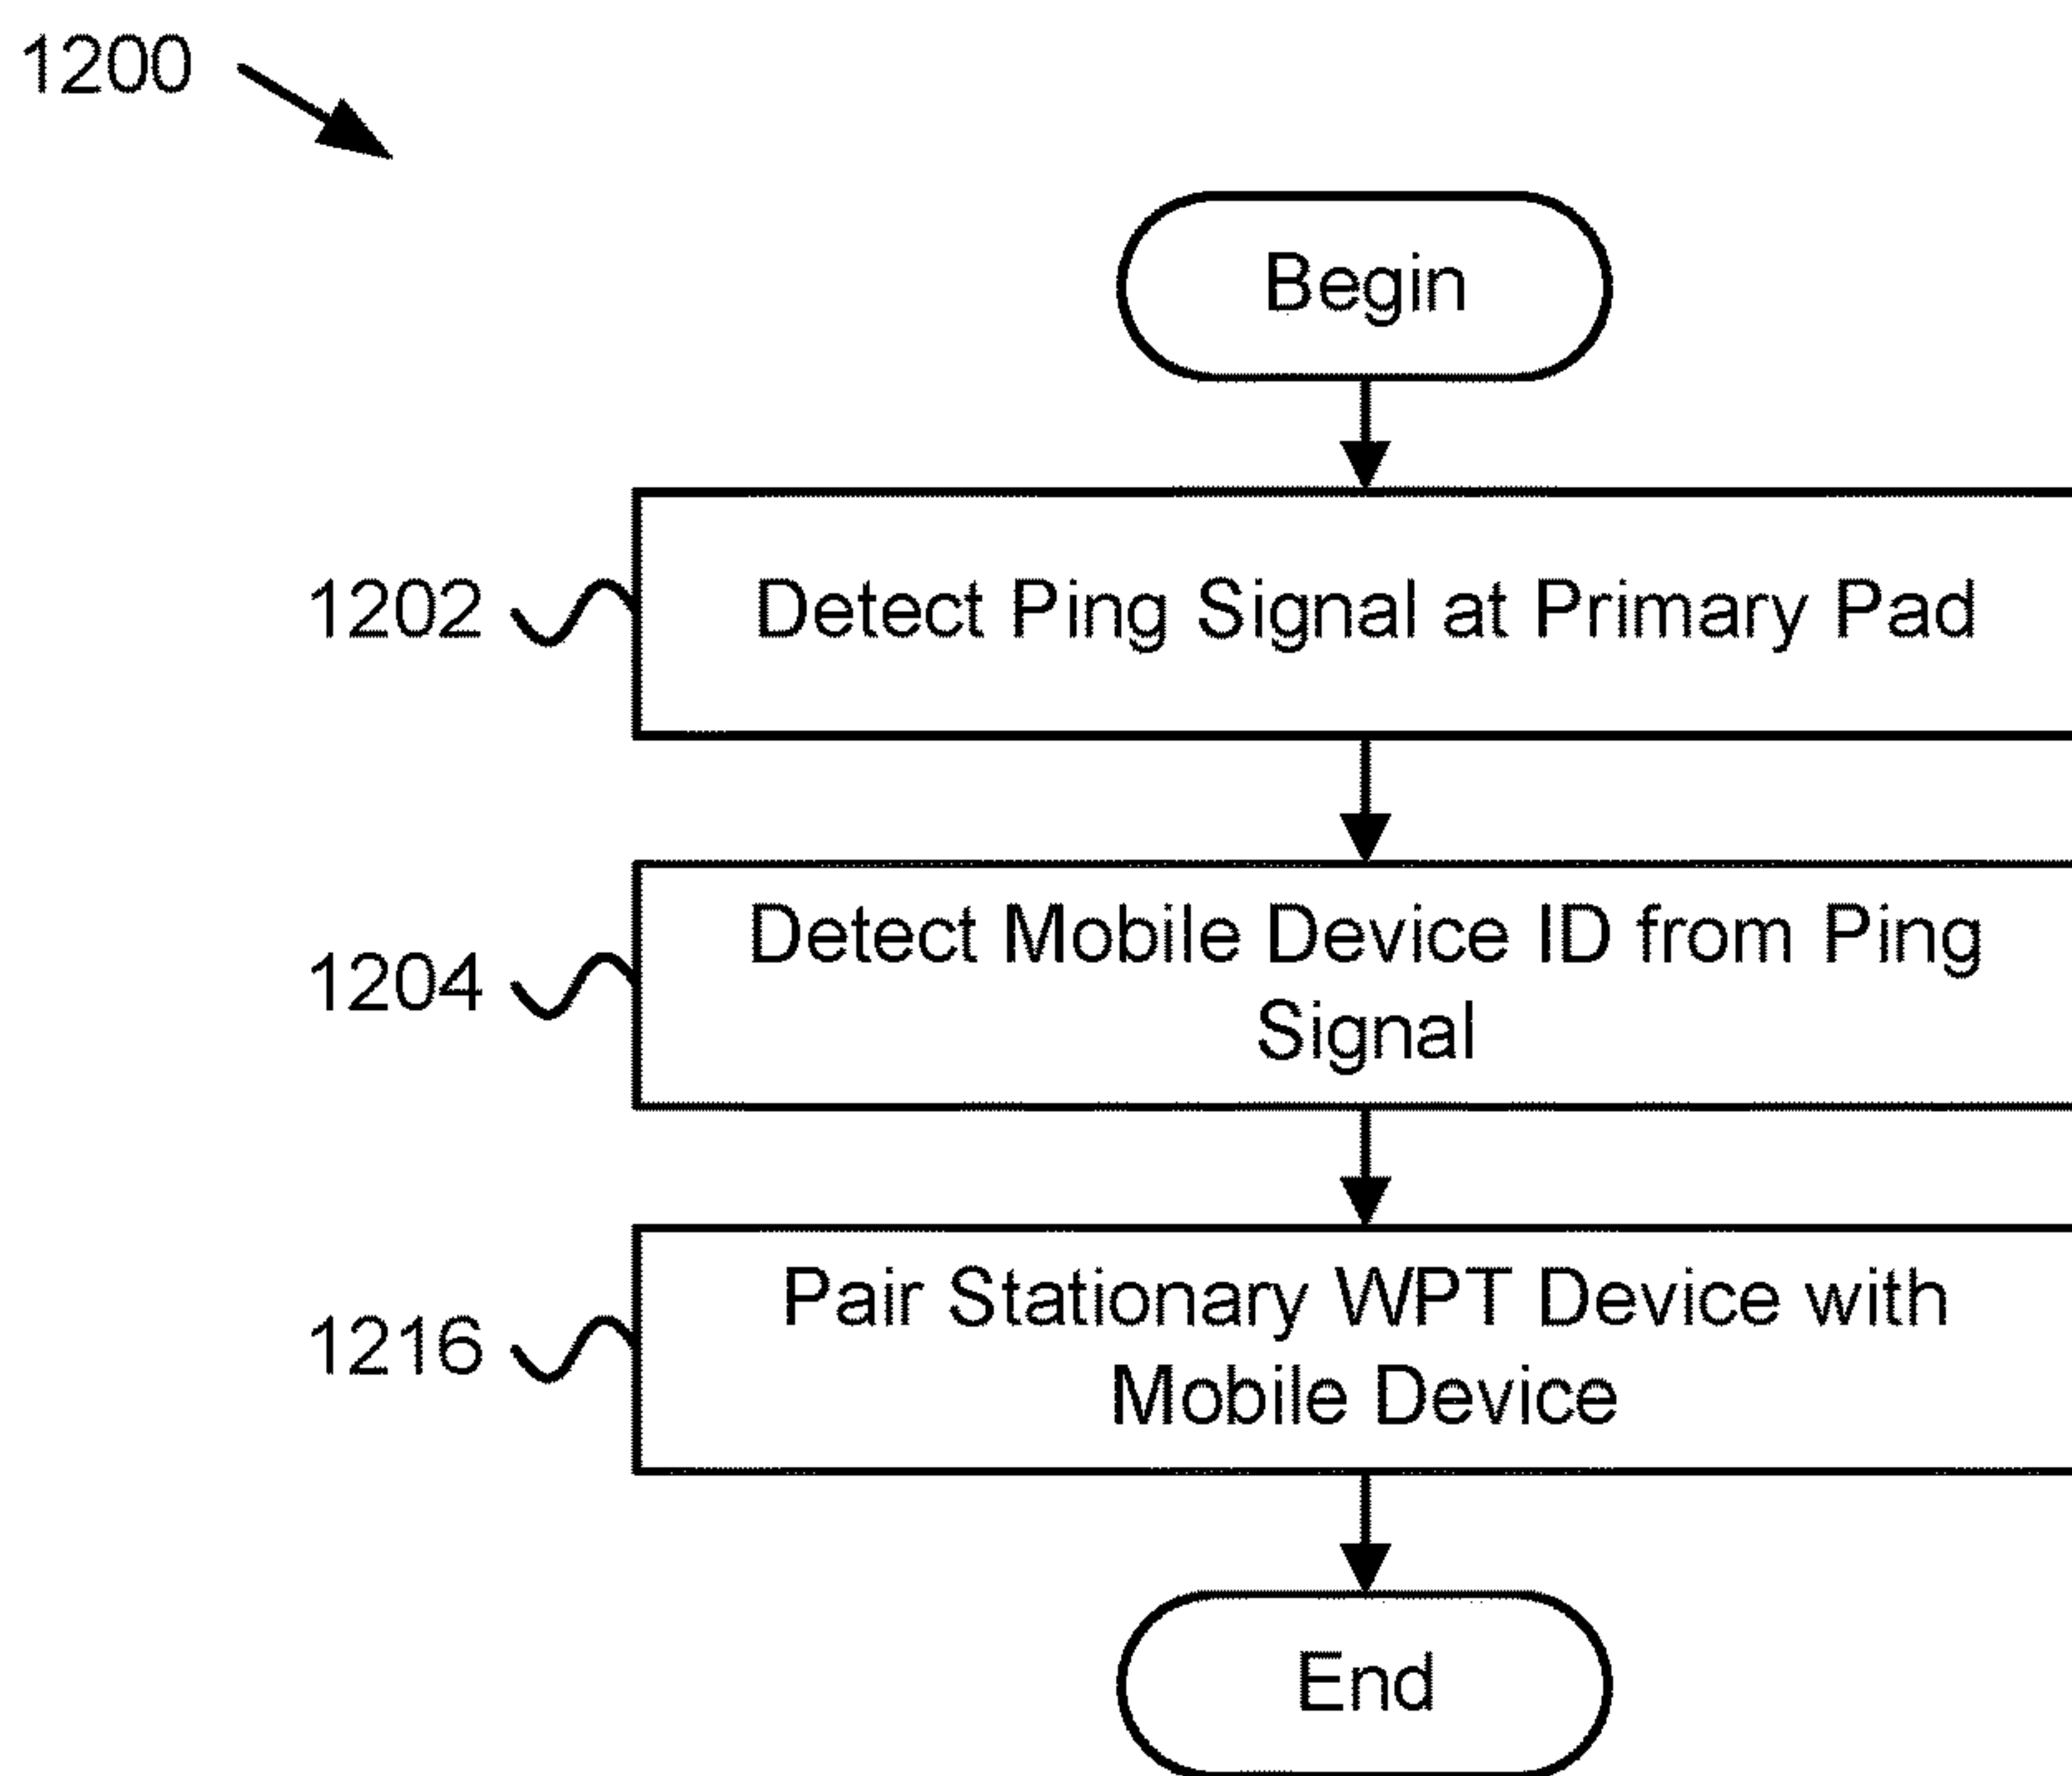 1200
Begin
1202
Detect Ping Signal at Primary Pad
1204
Detect Mobile Device ID from Ping
Signal
1216
Pair Stationary WPT Device with
Mobile Device
End